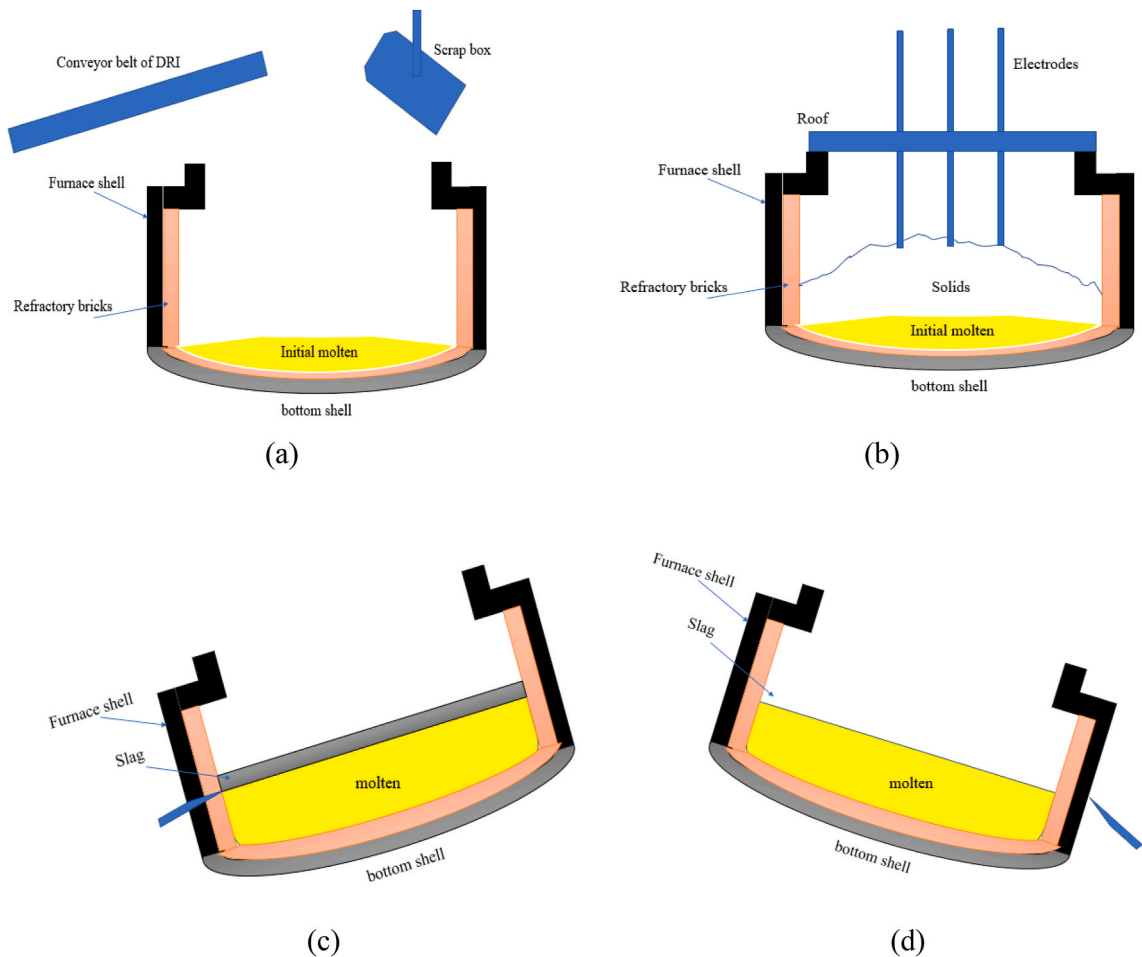 Conveyor belt of DRI
Scrap box
Furnace shell
Refractory bricks
Initial molten
bottom shell
(a)
Electrodes
Roof
Furnace shell
Refractory bricks
Solids
Initial molten
bottom shell
(b)
Furnace shell
Slag
molten
bottom shell
(c)
Furnace shell
Slag
molten
bottom shell
(d)